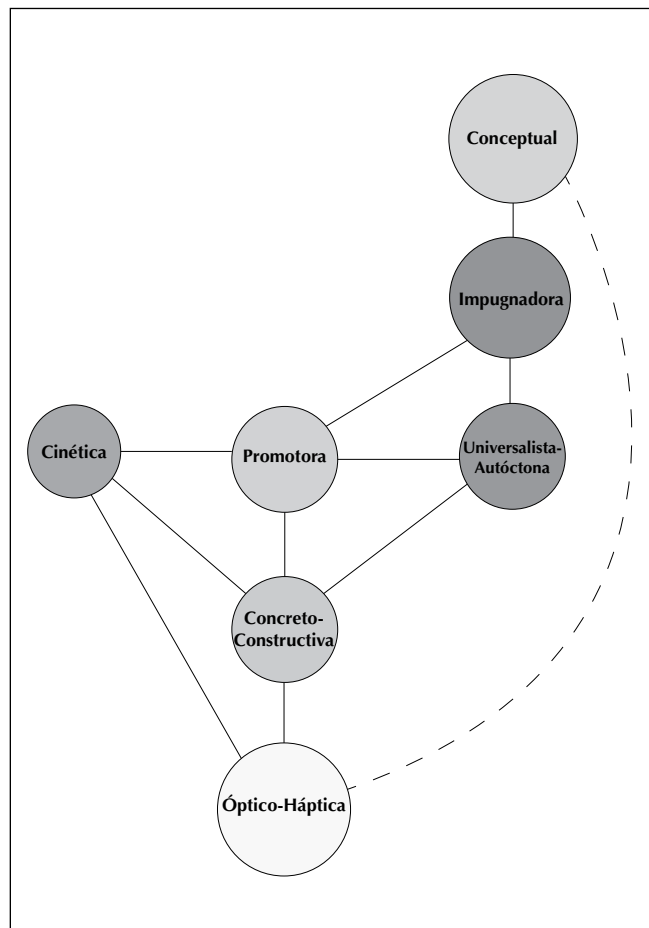 Conceptual
Impugnadora
Cinética
Promotora
Universalista-
Autóctona
Concreto-
Constructiva
Óptico-Háptica